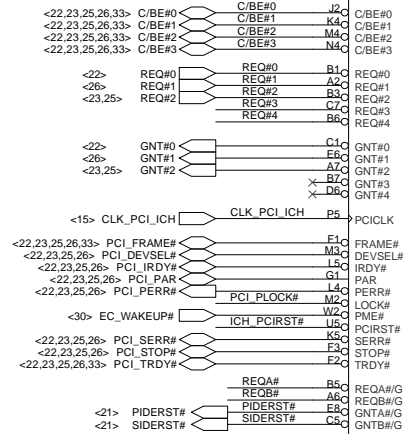 <22,23,25,26,33> C/BE#0 C/BE#0 J2 C/BE#0
<22,23,25,26,33> C/BE#1 C/BE#1 K4 C/BE#1
<22,23,25,26,33> C/BE#2 C/BE#2 M4 C/BE#2
<22,23,25,26,33> C/BE#3 C/BE#3 N4 C/BE#3
<22> REQ#0 REQ#0 B1 REQ#0
<26> REQ#1 REQ#1 A2 REQ#1
<23,25> REQ#2 REQ#2 B3 REQ#2
REQ#3 C7 REQ#3
REQ#4 B6 REQ#4
<22> GNT#0 C1 GNT#0
<26> GNT#1 E6 GNT#1
<23,25> GNT#2 A7 GNT#2
B7 GNT#3
D6 GNT#4
<15> CLK_PCI_ICH CLK_PCI_ICH P5 PCICLK
<22,23,25,26,33> PCI_FRAME# F1 FRAME#
<22,23,25,26> PCI_DEVSEL# M3 DEVSEL#
<22,23,25,26> PCI_IRDY# L5 IRDY#
<22,23,25,26> PCI_PAR G1 PAR
<22,23,25,26> PCI_PERR# L4 PERR#
PCI_PLOCK# M2 LOCK#
<30> EC_WAKEUP# W2 PME#
ICH_PCIRST# U5 PCIRST#
<22,23,25,26> PCI_SERR# K5 SERR#
<22,23,25,26> PCI_STOP# F3 STOP#
<22,23,25,26,33> PCI_TRDY# F2 TRDY#
REQA# B5 REQA#/G
REQB# A6 REQB#/G
<21> PIDERST# PIDERST# E8 GNTA#/G
<21> SIDERST# SIDERST# C5 GNTB#/G